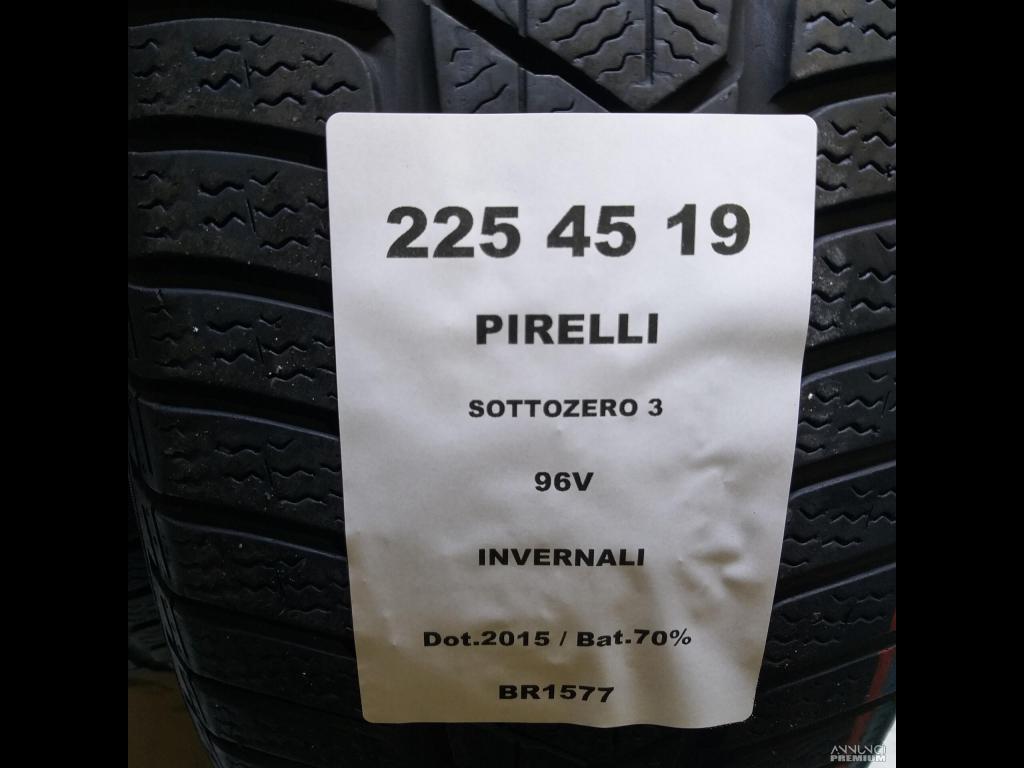 225 45 19
PIRELLI
SOTTOZERO 3
96V
INVERNALI
Dot.2015 / Bat.70%
BR1577
ANNUNCI
PREMIUM